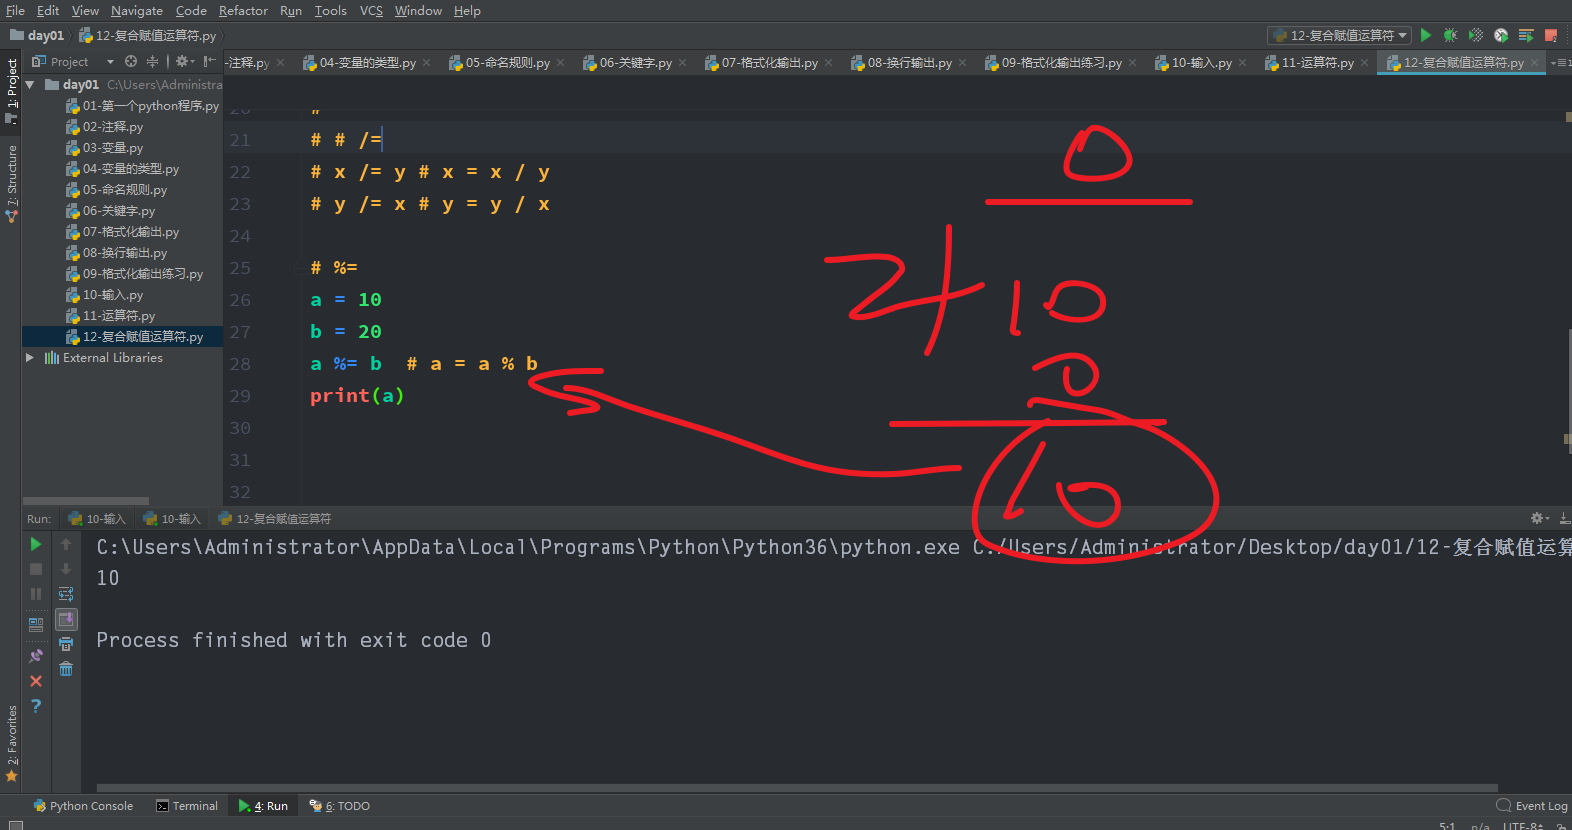 File Edit View Navigate Code Refactor Run Tools VCS Window Help
day01 12-复合赋值运算符.py
12-复合赋值运算符
Project
-注释.py 04-变量的类型.py 05-命名规则.py 06-关键字.py 07-格式化输出.py 08-换行输出.py 09-格式化输出练习.py 10-输入.py 11-运算符.py 12-复合赋值运算符.py
1: Project
7: Structure
2: Favorites
day01 C:\Users\Administra
01-第一个python程序.py
02-注释.py
03-变量.py
04-变量的类型.py
05-命名规则.py
06-关键字.py
07-格式化输出.py
08-换行输出.py
09-格式化输出练习.py
10-输入.py
11-运算符.py
12-复合赋值运算符.py
External Libraries
20 #
21 # # /=
22 # x /= y # x = x / y
23 # y /= x # y = y / x
24
25 # %=
26 a = 10
27 b = 20
28 a %= b # a = a % b
29 print(a)
30
31
32
0
10
0
10
Run: 10-输入 10-输入 12-复合赋值运算符
C:\Users\Administrator\AppData\Local\Programs\Python\Python36\python.exe C:/Users/Administrator/Desktop/day01/12-复合赋值运算
10
Process finished with exit code 0
Python Console Terminal 4: Run 6: TODO
Event Log
5:1 n/a UTF-8